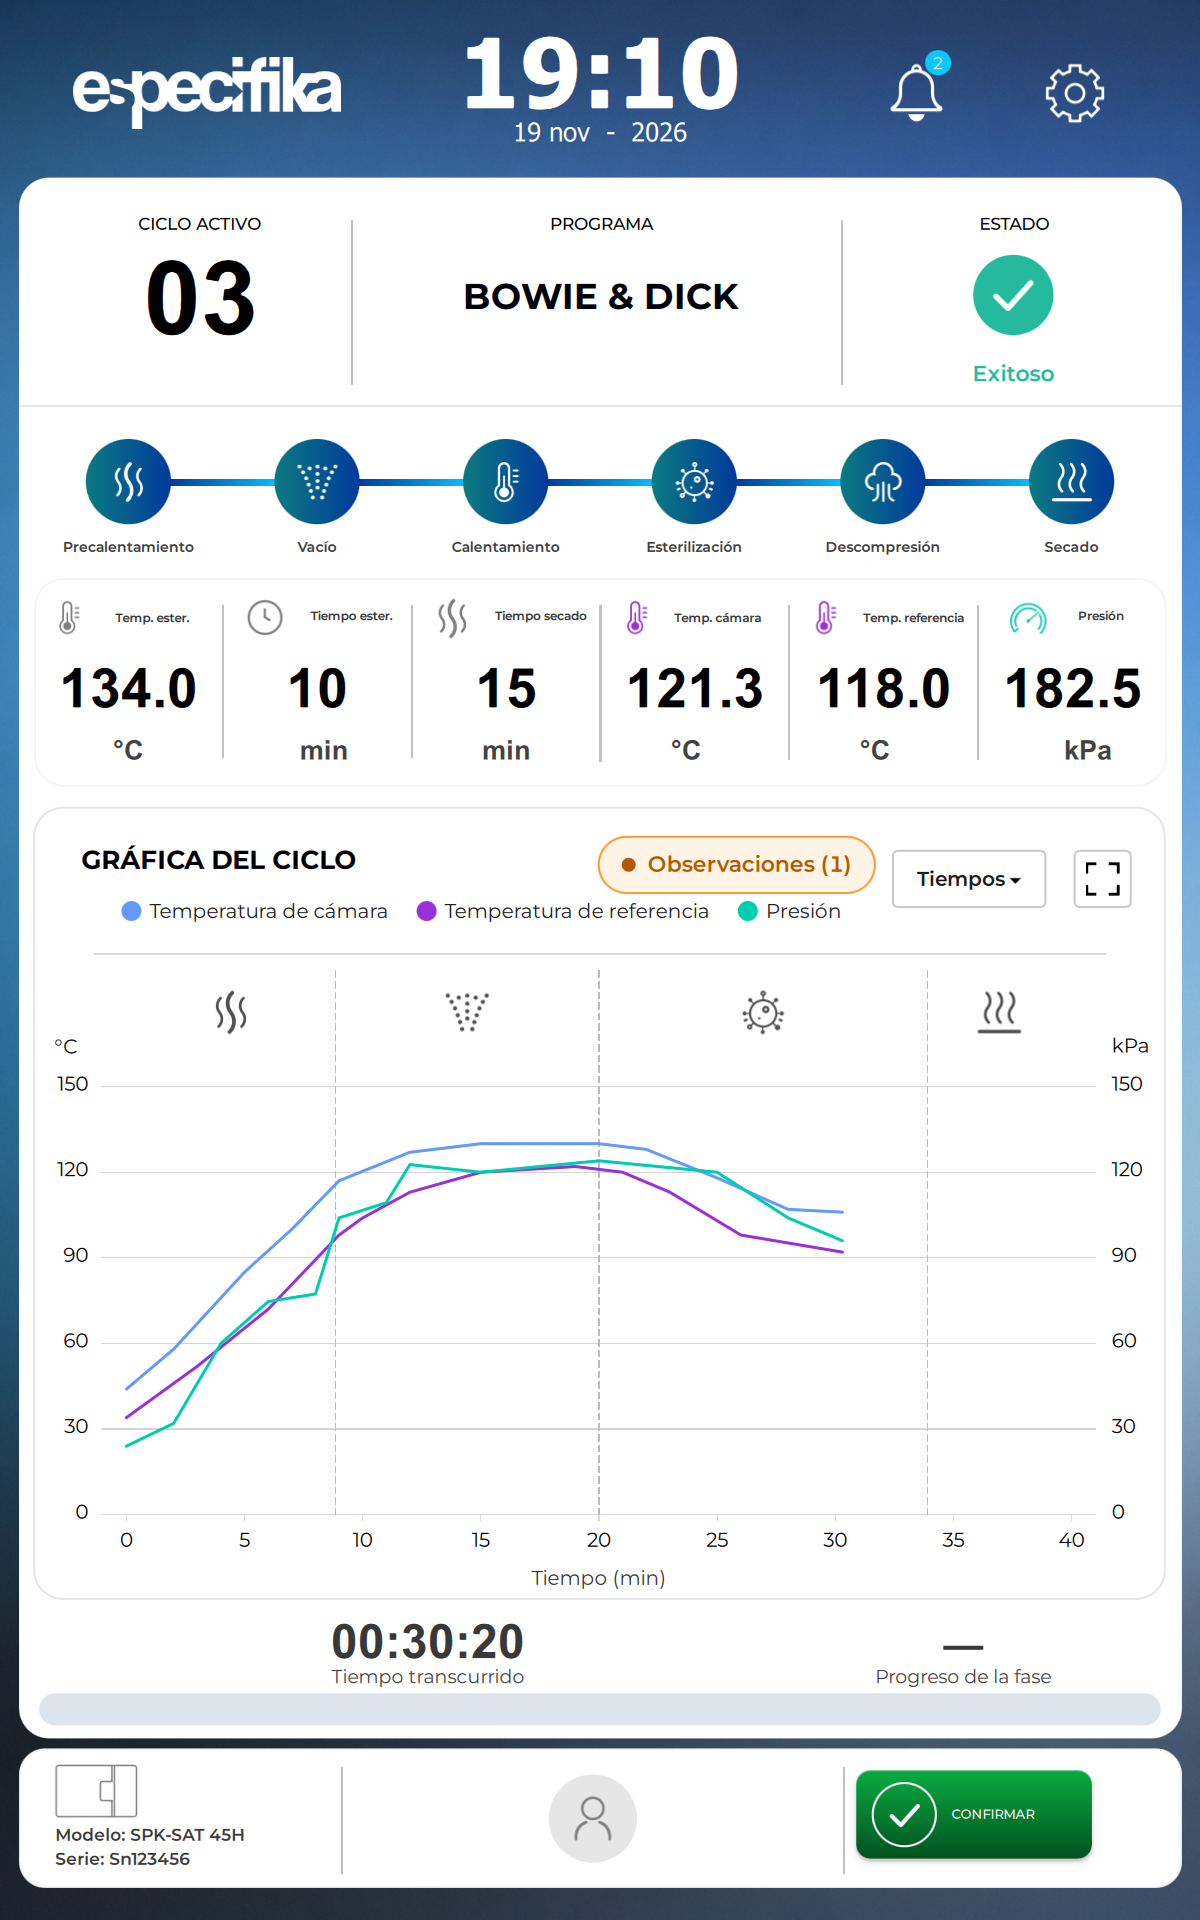 especifika
19:10
2
19 nov - 2026
CICLO ACTIVO
03
PROGRAMA
BOWIE & DICK
ESTADO
Exitoso
Precalentamiento
Vacío
Calentamiento
Esterilización
Descompresión
Secado
Temp. ester.
134.0
°C
Tiempo ester.
10
min
Tiempo secado
15
min
Temp. cámara
121.3
°C
Temp. referencia
118.0
°C
Presión
182.5
kPa
GRÁFICA DEL CICLO
Observaciones (1)
Tiempos
Temperatura de cámara
Temperatura de referencia
Presión
°C
kPa
150
150
120
120
90
90
60
60
30
30
0
0
0 5 10 15 20 25 30 35 40
Tiempo (min)
00:30:20
Tiempo transcurrido
—
Progreso de la fase
Modelo: SPK-SAT 45H
Serie: Sn123456
CONFIRMAR